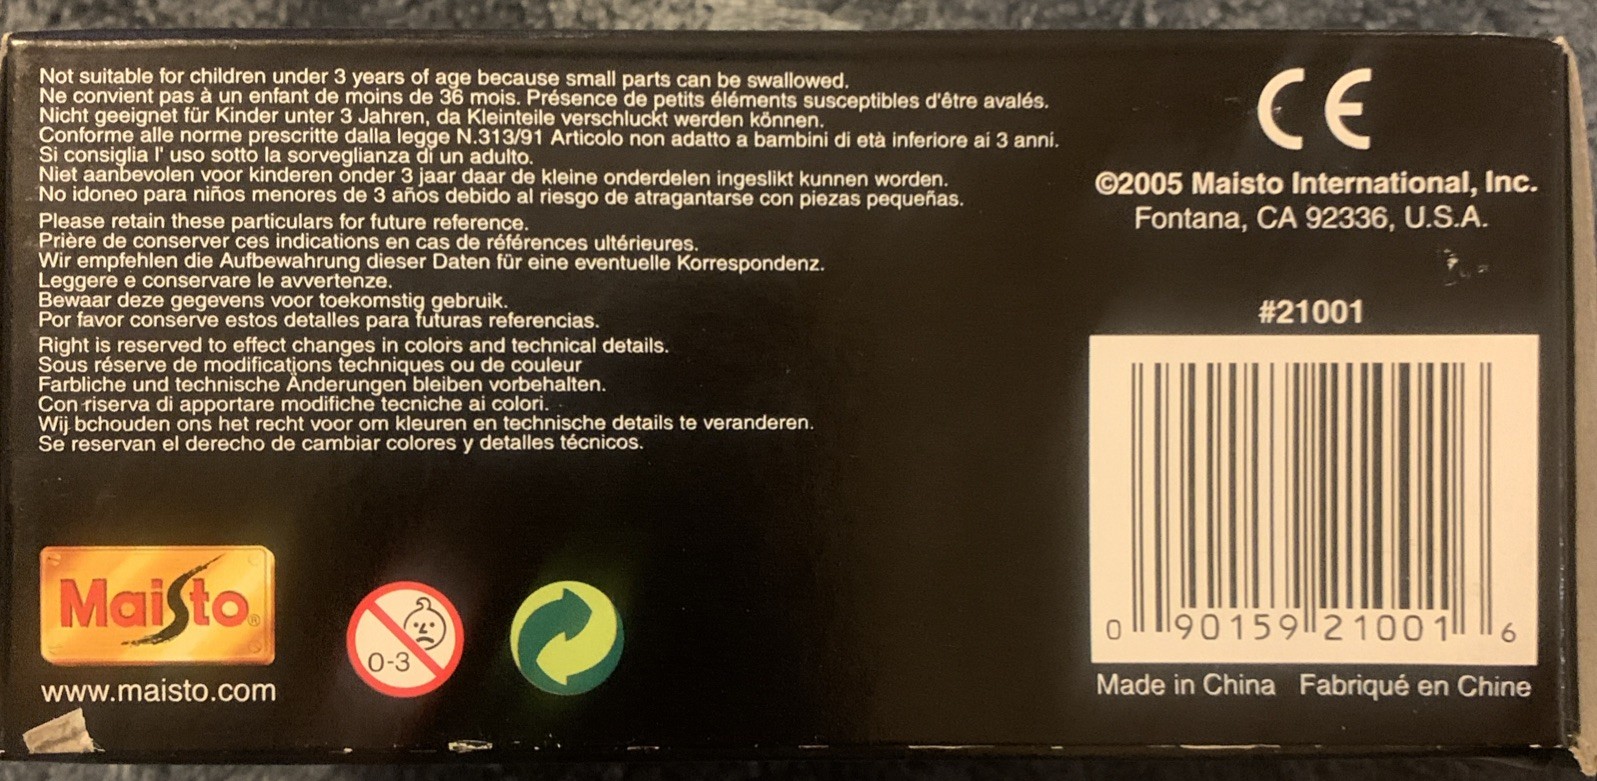 Not suitable for children under 3 years of age because small parts can be swallowed.
Ne convient pas à un enfant de moins de 36 mois. Présence de petits éléments susceptibles d'être avalés.
Nicht geeignet für Kinder unter 3 Jahren, da Kleinteile verschluckt werden können.
Conforme alle norme prescritte dalla legge N.313/91 Articolo non adatto a bambini di età inferiore ai 3 anni.
Si consiglia l' uso sotto la sorveglianza di un adulto.
Niet aanbevolen voor kinderen onder 3 jaar daar de kleine onderdelen ingeslikt kunnen worden.
No idoneo para niños menores de 3 años debido al riesgo de atragantarse con piezas pequeñas.
Please retain these particulars for future reference.
Prière de conserver ces indications en cas de références ultérieures.
Wir empfehlen die Aufbewahrung dieser Daten für eine eventuelle Korrespondenz.
Leggere e conservare le avvertenze.
Bewaar deze gegevens voor toekomstig gebruik.
Por favor conserve estos detalles para futuras referencias.
Right is reserved to effect changes in colors and technical details.
Sous réserve de modifications techniques ou de couleur
Farbliche und technische Änderungen bleiben vorbehalten.
Con riserva di apportare modifiche tecniche ai colori.
Wij bchouden ons het recht voor om kleuren en technische details te veranderen.
Se reservan el derecho de cambiar colores y detalles técnicos.
Maisto®
www.maisto.com
0-3
CE
©2005 Maisto International, Inc.
Fontana, CA 92336, U.S.A.
#21001
0 90159 21001 6
Made in China Fabriqué en Chine